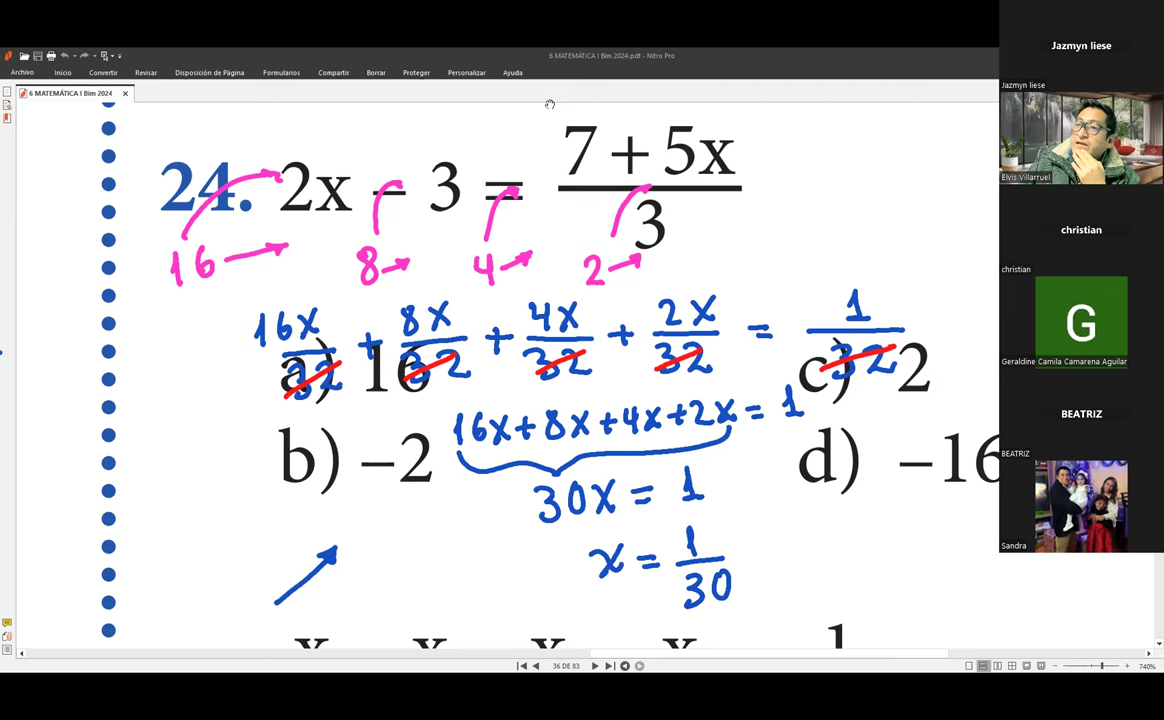 6 MATEMÁTICA I Bim 2024.pdf - Nitro Pro
Archivo Inicio Convertir Revisar Disposición de Página Formularios Compartir Borrar Proteger Personalizar Ayuda
6 MATEMÁTICA I Bim 2024 ×
24. 2x − 3 = (7 + 5x)/3
16 8 4 2
16x/32 + 8x/32 + 4x/32 + 2x/32 = 1/32
a) 16 c) 2
16x + 8x + 4x + 2x = 1
b) −2 d) −16
30x = 1
x = 1/30
x x x x 1
36 DE 83
740%
Jazmyn liese
Jazmyn liese
Elvis Villarruel
christian
christian
G
Geraldine Camila Camarena Aguilar
BEATRIZ
BEATRIZ
Sandra